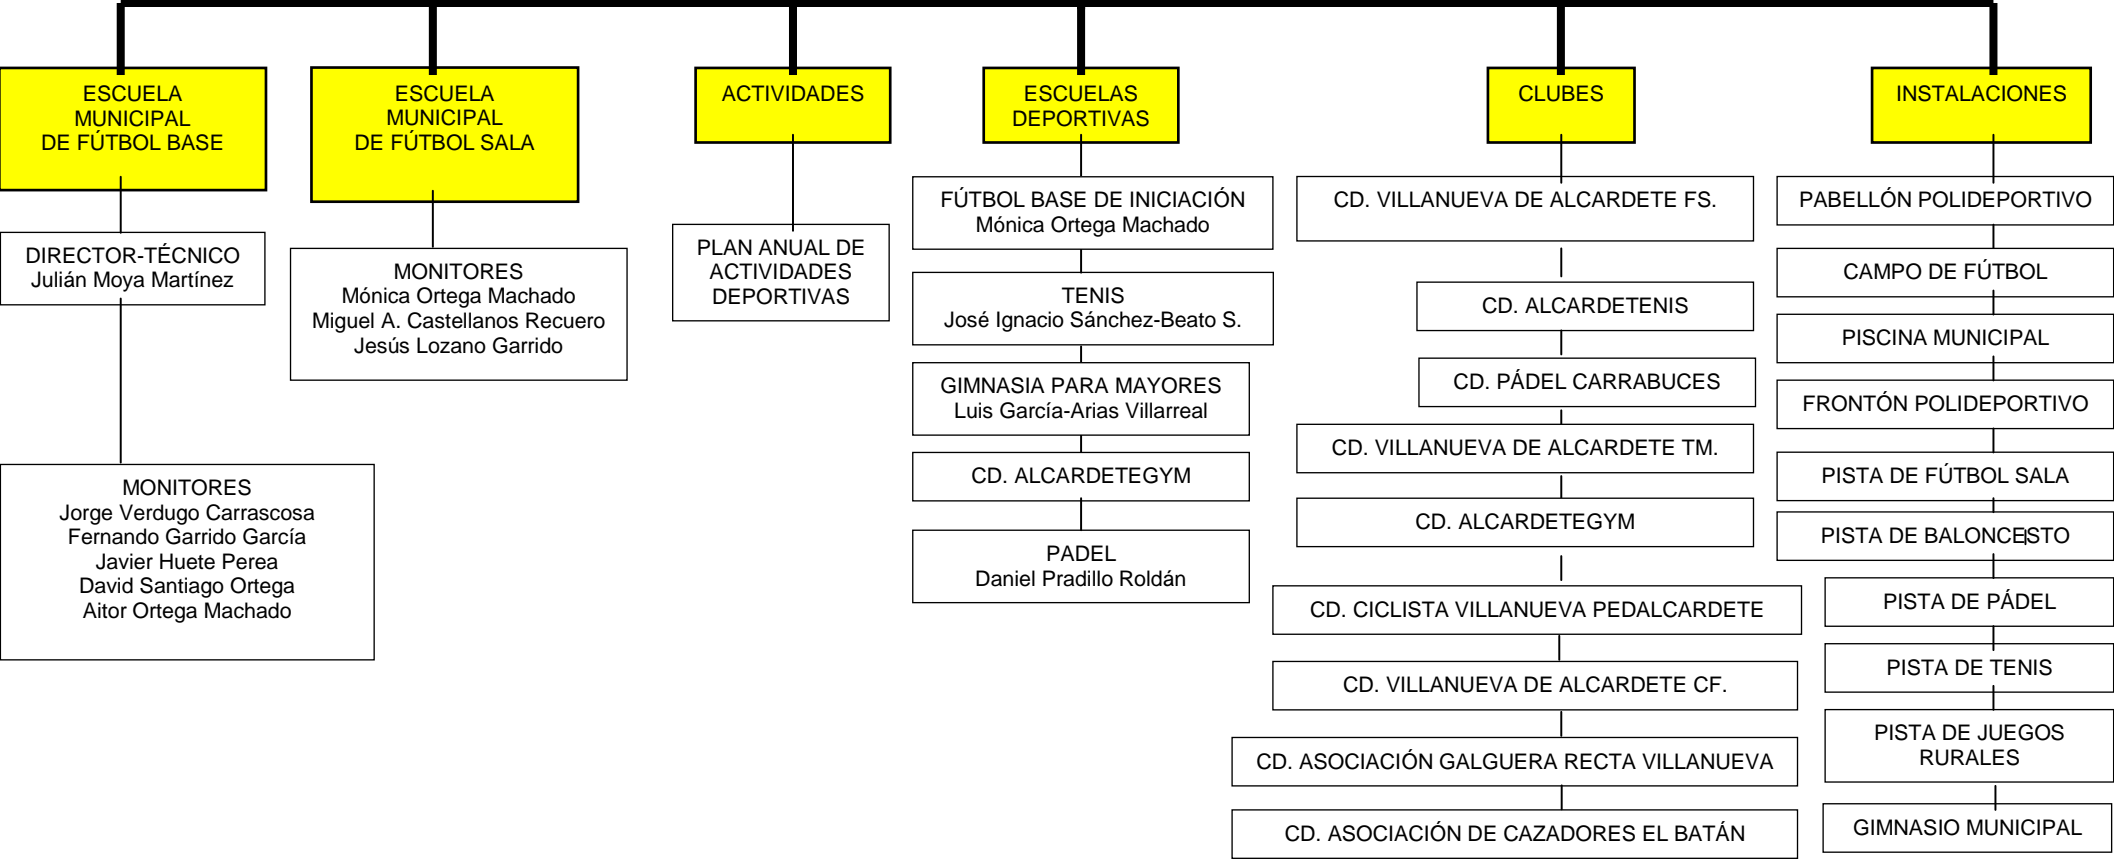 ESCUELA
MUNICIPAL
DE FÚTBOL BASE
DIRECTOR-TÉCNICO
Julián Moya Martínez
MONITORES
Jorge Verdugo Carrascosa
Fernando Garrido García
Javier Huete Perea
David Santiago Ortega
Aitor Ortega Machado
ESCUELA
MUNICIPAL
DE FÚTBOL SALA
MONITORES
Mónica Ortega Machado
Miguel A. Castellanos Recuero
Jesús Lozano Garrido
ACTIVIDADES
PLAN ANUAL DE
ACTIVIDADES
DEPORTIVAS
ESCUELAS
DEPORTIVAS
FÚTBOL BASE DE INICIACIÓN
Mónica Ortega Machado
TENIS
José Ignacio Sánchez-Beato S.
GIMNASIA PARA MAYORES
Luis García-Arias Villarreal
CD. ALCARDETEGYM
PADEL
Daniel Pradillo Roldán
CLUBES
CD. VILLANUEVA DE ALCARDETE FS.
CD. ALCARDETENIS
CD. PÁDEL CARRABUCES
CD. VILLANUEVA DE ALCARDETE TM.
CD. ALCARDETEGYM
CD. CICLISTA VILLANUEVA PEDALCARDETE
CD. VILLANUEVA DE ALCARDETE CF.
CD. ASOCIACIÓN GALGUERA RECTA VILLANUEVA
CD. ASOCIACIÓN DE CAZADORES EL BATÁN
INSTALACIONES
PABELLÓN POLIDEPORTIVO
CAMPO DE FÚTBOL
PISCINA MUNICIPAL
FRONTÓN POLIDEPORTIVO
PISTA DE FÚTBOL SALA
PISTA DE BALONCESTO
PISTA DE PÁDEL
PISTA DE TENIS
PISTA DE JUEGOS
RURALES
GIMNASIO MUNICIPAL